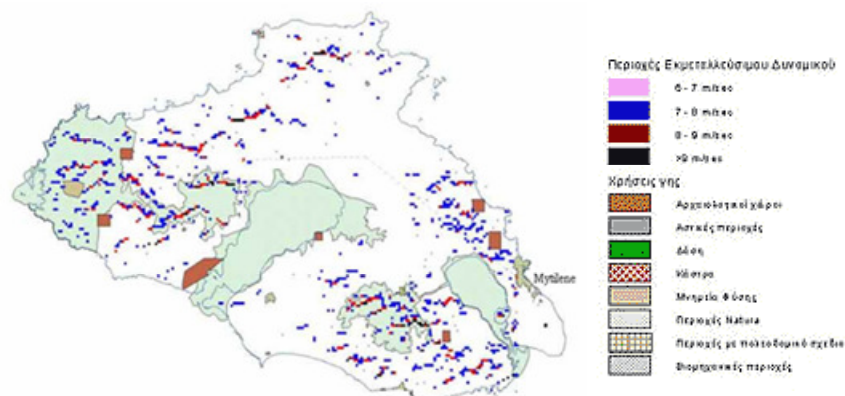 Mytilene
Περιοχές Εκμετελλεύσιμου Δυναμικού
6 - 7 m/sec
7 - 8 m/sec
8 - 9 m/sec
>9 m/sec
Χρήσεις γης
Αρχαιολογικοί χώροι
Αστικές περιοχές
Δάση
Κάστρα
Μνημεία Φύσης
Περιοχές Natura
Περιοχές με πολεοδομικό σχέδιο
Βιομηχανικές περιοχές